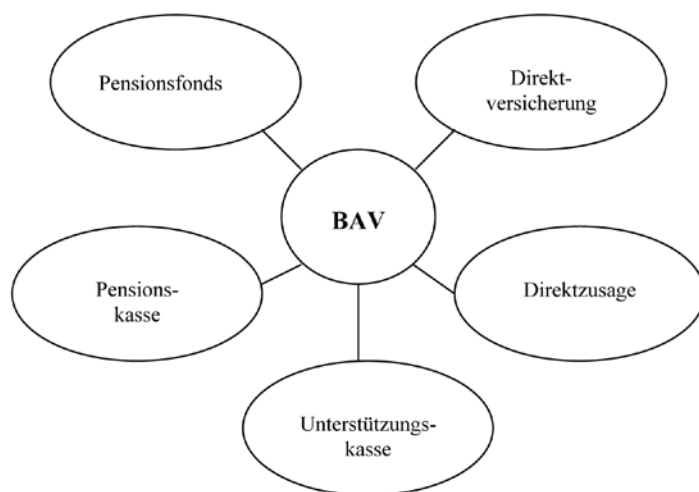 Pensionsfonds
Direkt-
versicherung
BAV
Pensions-
kasse
Direktzusage
Unterstützungs-
kasse